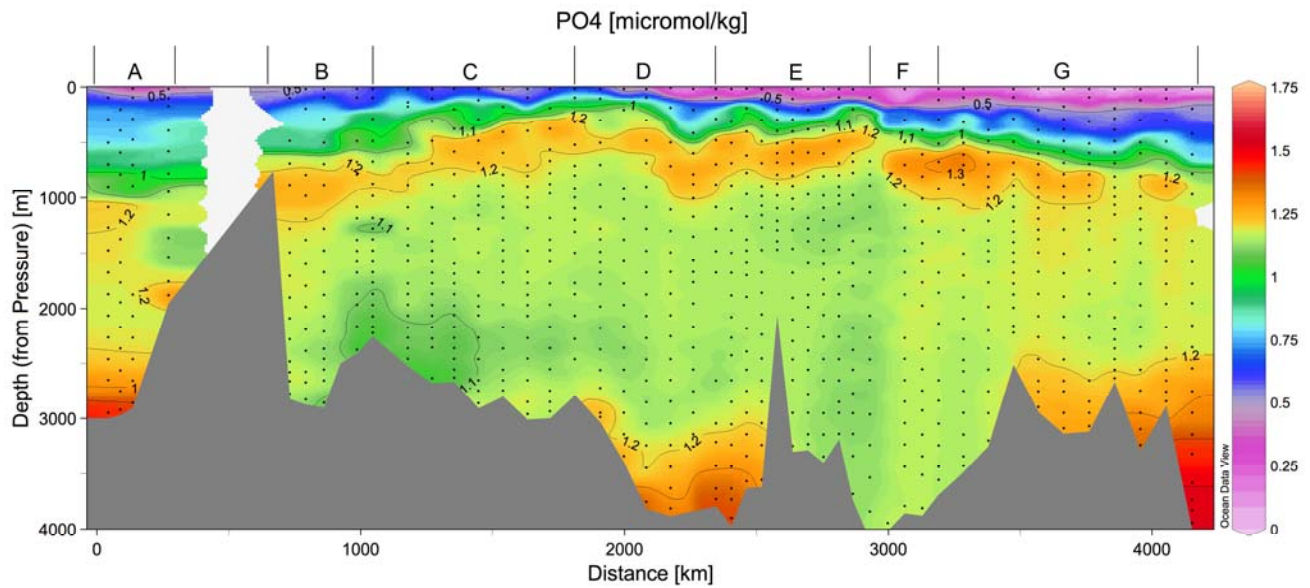 PO4 [micromol/kg]
A B C D E F G
0 1000 2000 3000 4000
Depth (from Pressure) [m]
0.5 0.5 0.5 0.5
1 1.1 1 1.1 1.2 1.1 1
1.2 1.2 1.2 1.2 1.3 1.2
1.2 1.1
1.2 1.2
1 1.1 1.2 1.2
1.75
1.5
1.25
1
0.75
0.5
0.25
0
Ocean Data View
0 1000 2000 3000 4000
Distance [km]